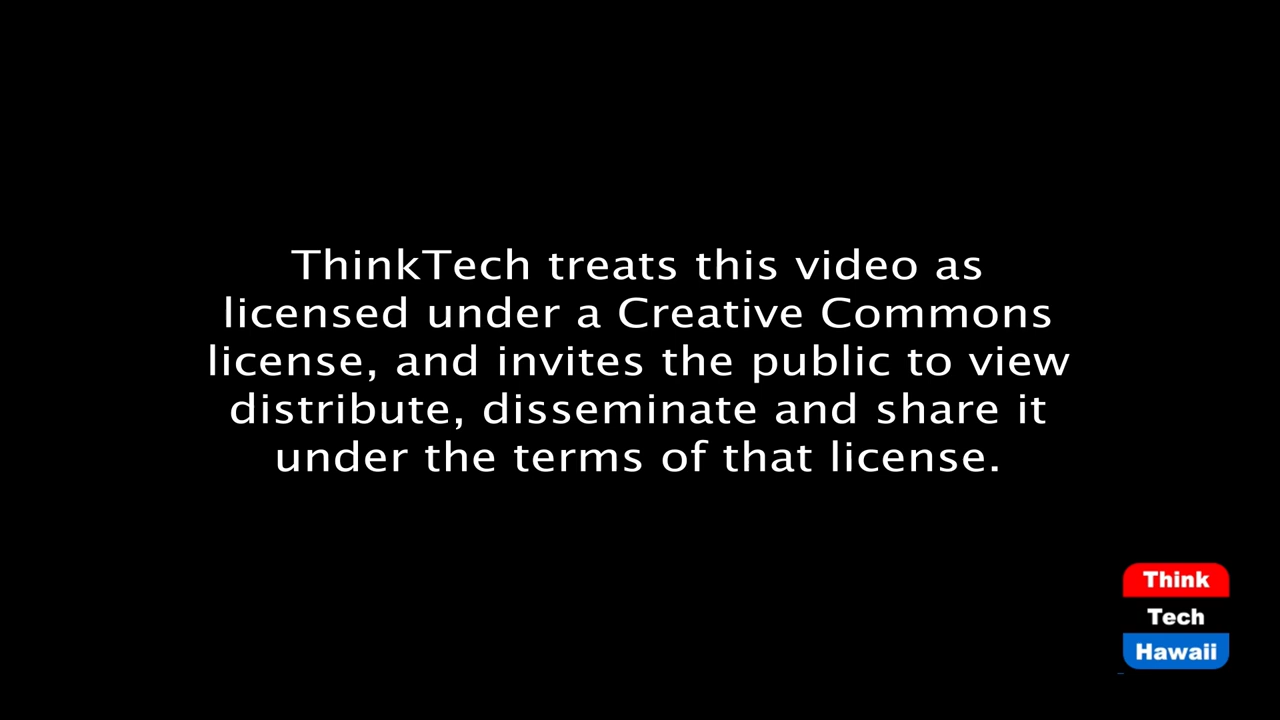 ThinkTech treats this video as
licensed under a Creative Commons
license, and invites the public to view
distribute, disseminate and share it
under the terms of that license.
Think
Tech
Hawaii